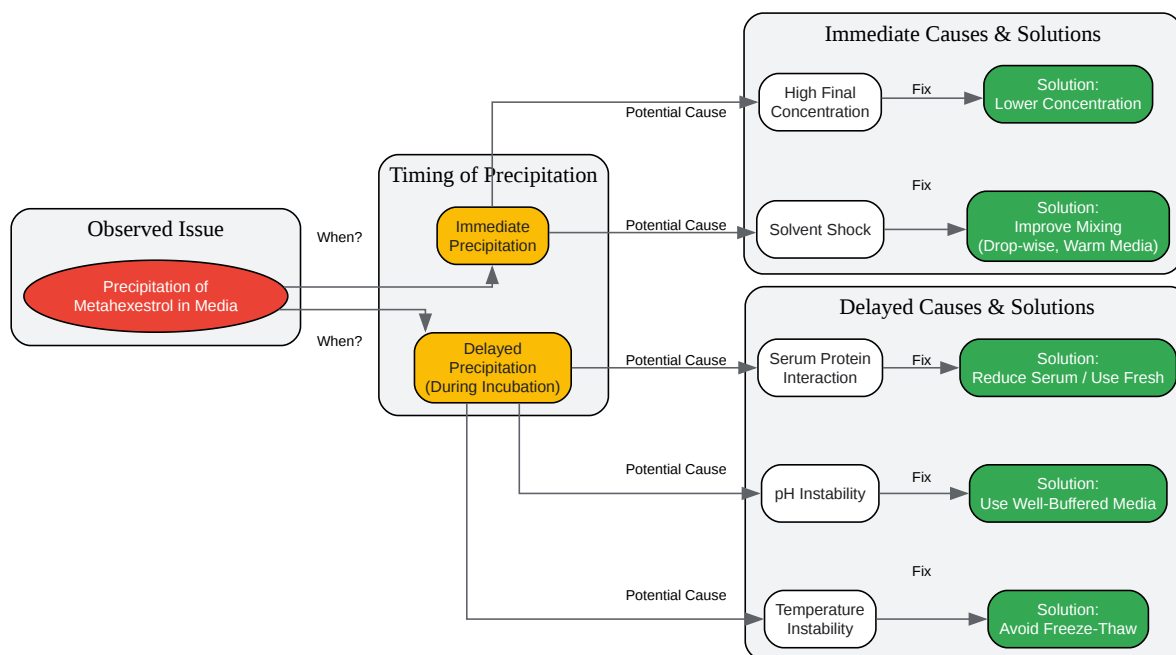 Observed Issue
Precipitation of
Metahexestrol in Media
When?
When?
Timing of Precipitation
Immediate
Precipitation
Delayed
Precipitation
(During Incubation)
Potential Cause
Potential Cause
Potential Cause
Potential Cause
Potential Cause
Immediate Causes & Solutions
High Final
Concentration
Fix
Solution:
Lower Concentration
Solvent Shock
Fix
Solution:
Improve Mixing
(Drop-wise, Warm Media)
Delayed Causes & Solutions
Serum Protein
Interaction
Fix
Solution:
Reduce Serum / Use Fresh
pH Instability
Fix
Solution:
Use Well-Buffered Media
Temperature
Instability
Fix
Solution:
Avoid Freeze-Thaw